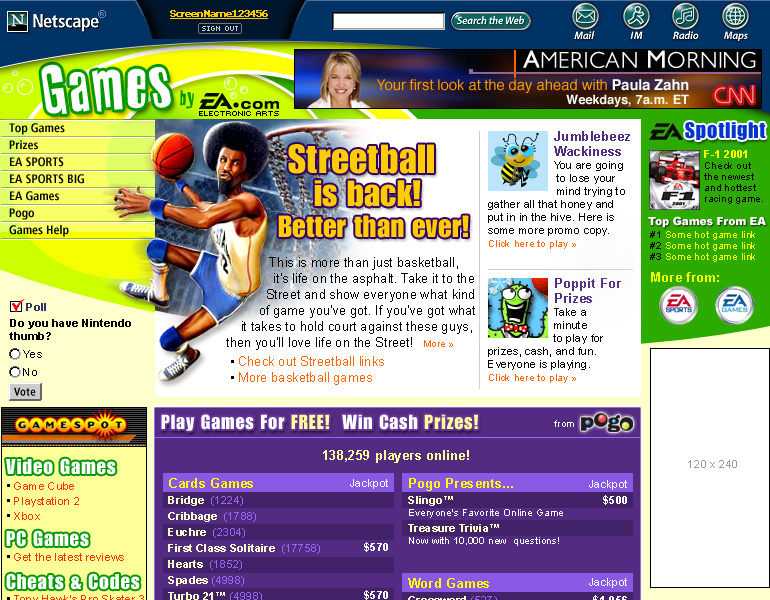 Netscape®
ScreenName123456
SIGN OUT
Search the Web
Mail
IM
Radio
Maps
Games by EA.com
ELECTRONIC ARTS
AMERICAN MORNING
Your first look at the day ahead with Paula Zahn
Weekdays, 7a.m. ET
CNN
Top Games
Prizes
EA SPORTS
EA SPORTS BIG
EA Games
Pogo
Games Help
Poll
Do you have Nintendo
thumb?
Yes
No
Vote
Streetball
is back!
Better than ever!
This is more than just basketball,
it's life on the asphalt. Take it to the
Street and show everyone what kind
of game you've got. If you've got what
it takes to hold court against these guys,
then you'll love life on the Street! More »
• Check out Streetball links
• More basketball games
Jumblebeez
Wackiness
You are going
to lose your
mind trying to
gather all that honey and
put in in the hive. Here is
some more promo copy.
Click here to play »
Poppit For
Prizes
Take a
minute
to play for
prizes, cash, and fun.
Everyone is playing.
Click here to play »
EA Spotlight
F-1 2001
Check out
the newest
and hottest
racing game.
Top Games From EA
#1 Some hot game link
#2 Some hot game link
#3 Some hot game link
More from:
EA SPORTS
EA GAMES
120 x 240
GAMESPOT
Video Games
• Game Cube
• Playstation 2
• Xbox
PC Games
• Get the latest reviews
Cheats & Codes
• Tony Hawk's Pro Skater 3
Play Games For FREE! Win Cash Prizes!
from pogo
138,259 players online!
Cards Games Jackpot
Bridge (1224)
Cribbage (1788)
Euchre (2304)
First Class Solitaire (17758) $570
Hearts (1852)
Spades (4998)
Turbo 21™ (4998) $570
Pogo Presents... Jackpot
Slingo™ $500
Everyone's Favorite Online Game
Treasure Trivia™
Now with 10,000 new questions!
Word Games Jackpot
Crossword (527) $1,056